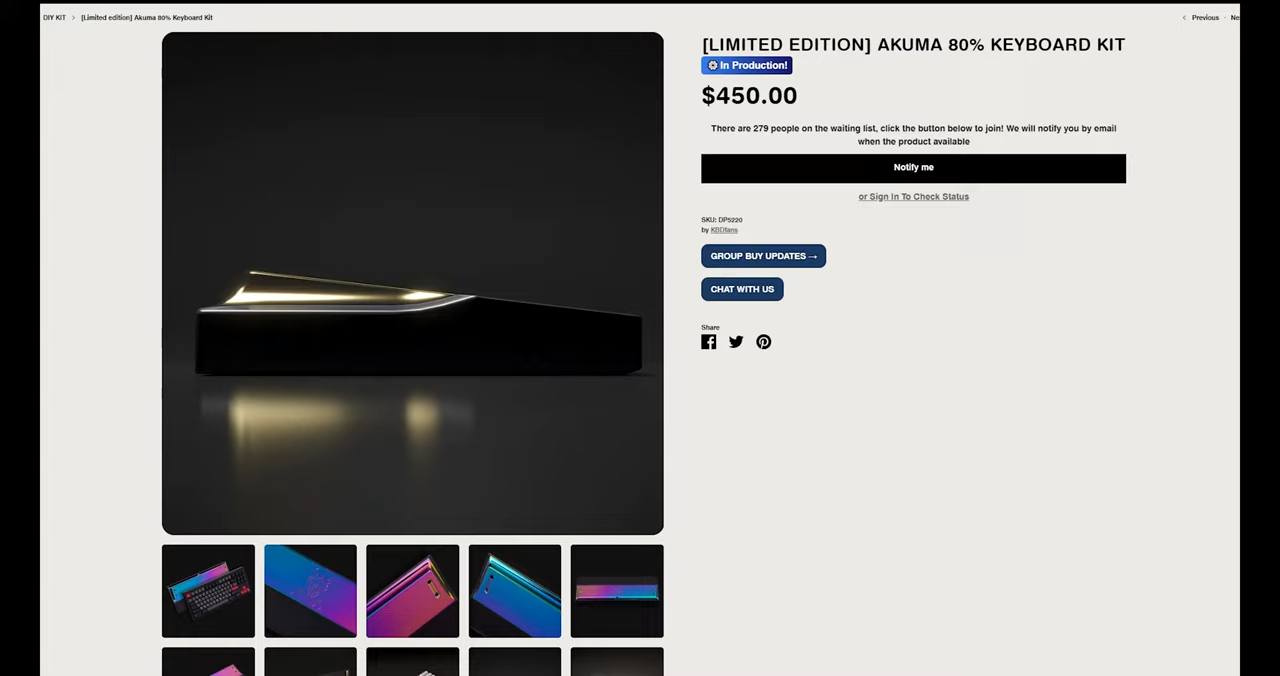 DIY KIT > [Limited edition] Akuma 80% Keyboard Kit
< Previous · Ne
[LIMITED EDITION] AKUMA 80% KEYBOARD KIT
In Production!
$450.00
There are 279 people on the waiting list, click the button below to join! We will notify you by email
when the product available
Notify me
or Sign In To Check Status
SKU: DP5220
by KBDfans
GROUP BUY UPDATES →
CHAT WITH US
Share